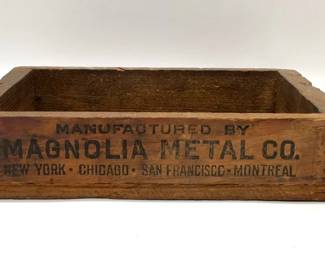 MANUFACTURED BY
MAGNOLIA METAL CO.
NEW YORK · CHICAGO · SAN FRANCISCO · MONTREAL